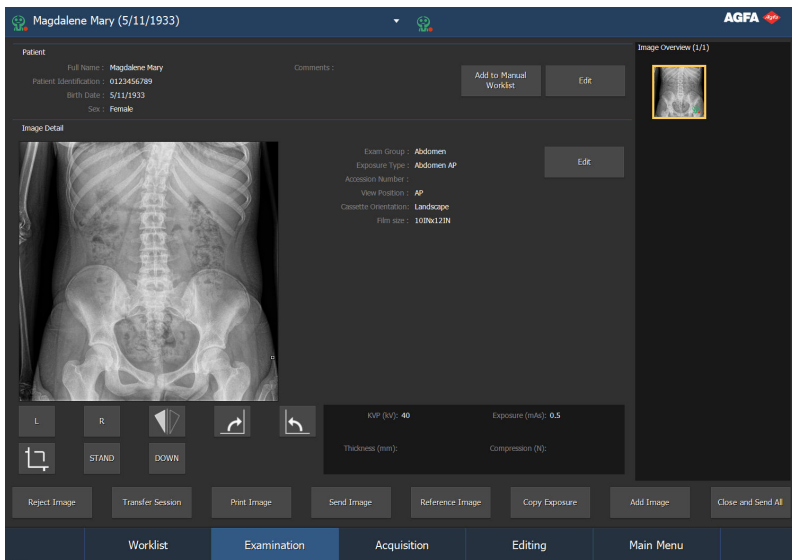 Magdalene Mary (5/11/1933)
AGFA
Patient
Full Name : Magdalene Mary
Comments :
Patient Identification : 0123456789
Birth Date : 5/11/1933
Sex : Female
Add to Manual
Worklist
Edit
Image Overview (1/1)
Image Detail
Exam Group : Abdomen
Exposure Type : Abdomen AP
Accession Number :
View Position : AP
Cassette Orientation: Landscape
Film size : 10INx12IN
Edit
L
R
STAND
DOWN
KVP (kV): 40
Exposure (mAs): 0.5
Thickness (mm):
Compression (N):
Reject Image
Transfer Session
Print Image
Send Image
Reference Image
Copy Exposure
Add Image
Close and Send All
Worklist
Examination
Acquisition
Editing
Main Menu